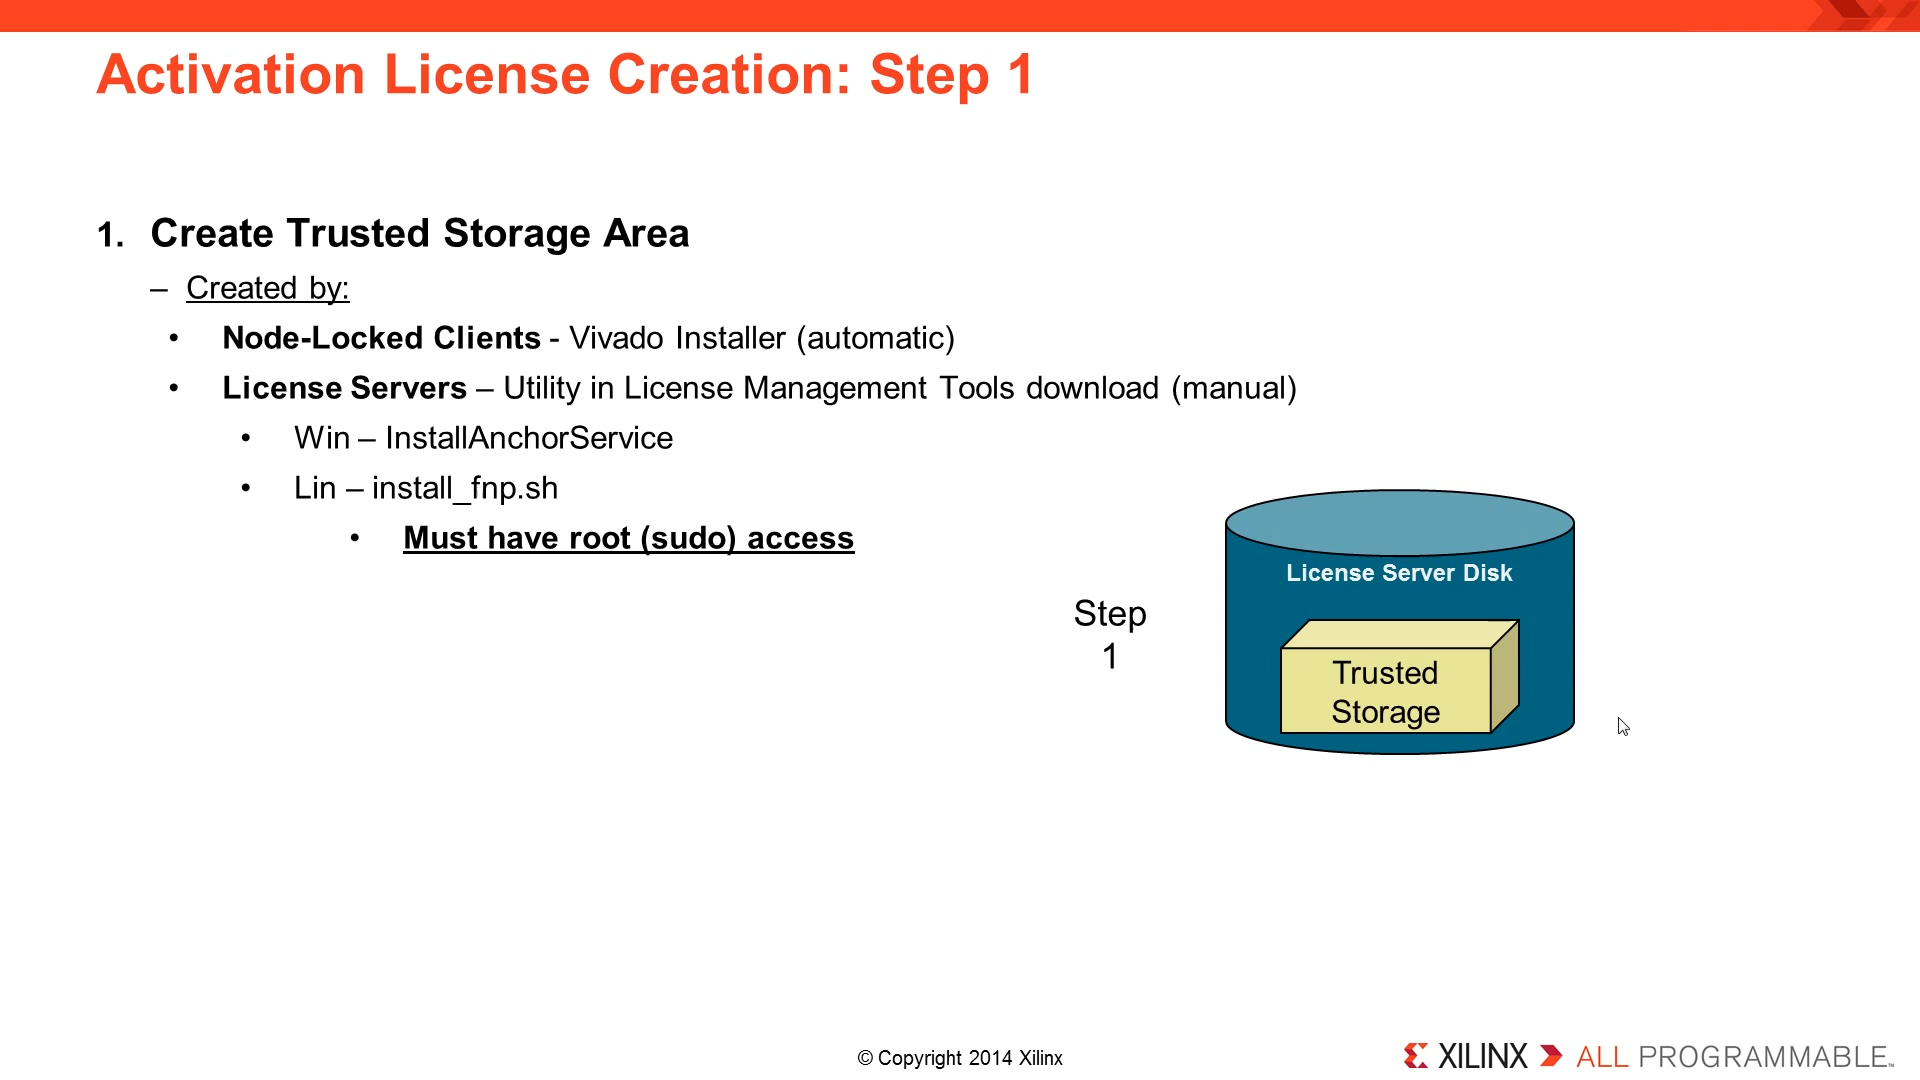 Activation License Creation: Step 1
1. Create Trusted Storage Area
– Created by:
• Node-Locked Clients - Vivado Installer (automatic)
• License Servers – Utility in License Management Tools download (manual)
• Win – InstallAnchorService
• Lin – install_fnp.sh
• Must have root (sudo) access
License Server Disk
Step
1
Trusted
Storage
© Copyright 2014 Xilinx
XILINX ALL PROGRAMMABLE™